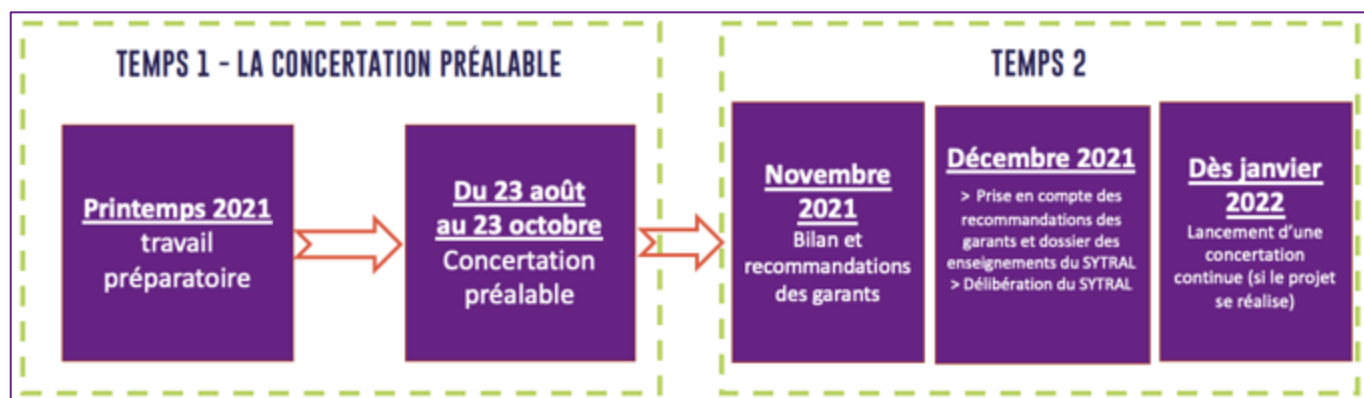 TEMPS 1 - LA CONCERTATION PRÉALABLE
Printemps 2021
travail
préparatoire
Du 23 août
au 23 octobre
Concertation
préalable
TEMPS 2
Novembre
2021
Bilan et
recommandations
des garants
Décembre 2021
> Prise en compte des
recommandations des
garants et dossier des
enseignements du SYTRAL
> Délibération du SYTRAL
Dès janvier
2022
Lancement d'une
concertation
continue (si le projet
se réalise)